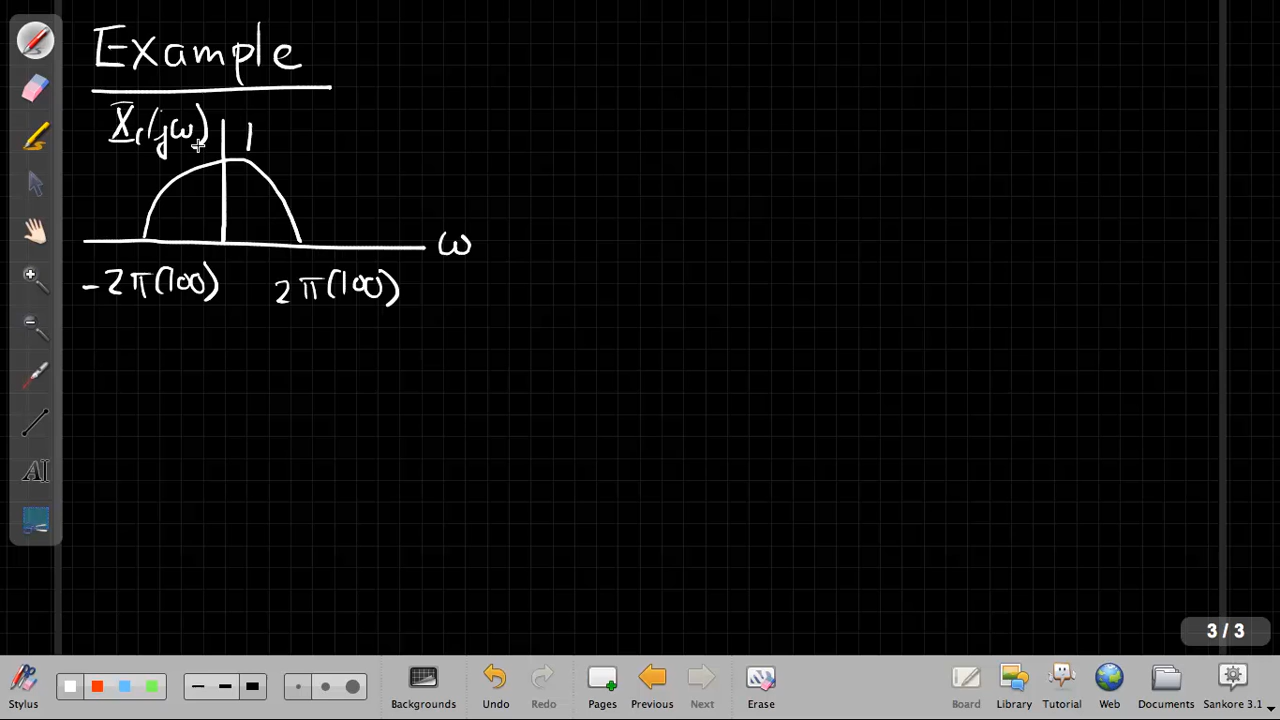 Example
X₁(jω) 1
ω
-2π(100) 2π(100)
3 / 3
Stylus
Backgrounds
Undo
Redo
Pages
Previous
Next
Erase
Board
Library
Tutorial
Web
Documents
Sankore 3.1